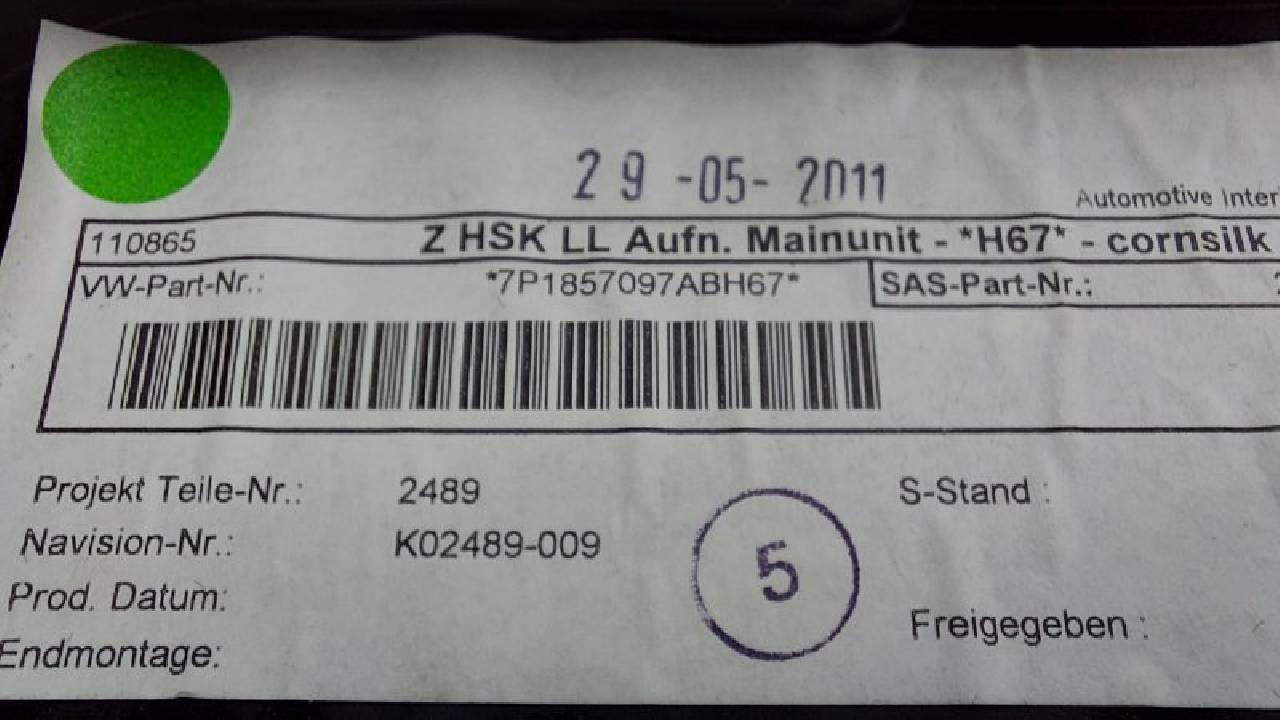 29-05-2011
Automotive Inter
110865 Z HSK LL Aufn. Mainunit - *H67* - cornsilk
VW-Part-Nr.: *7P1857097ABH67* SAS-Part-Nr.:
Projekt Teile-Nr.: 2489 S-Stand :
Navision-Nr.: K02489-009
5
Prod. Datum:
Freigegeben :
Endmontage: